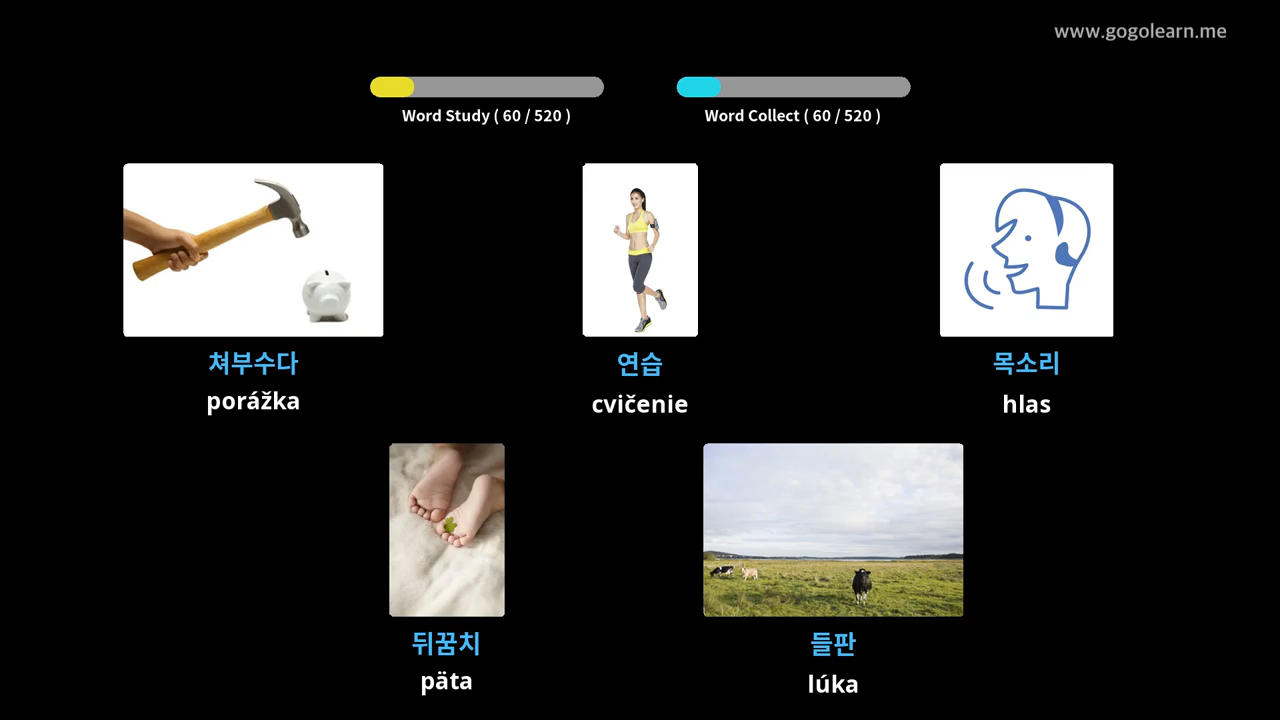 www.gogolearn.me
Word Study ( 60 / 520 )
Word Collect ( 60 / 520 )
쳐부수다
porážka
연습
cvičenie
목소리
hlas
뒤꿈치
päta
들판
lúka